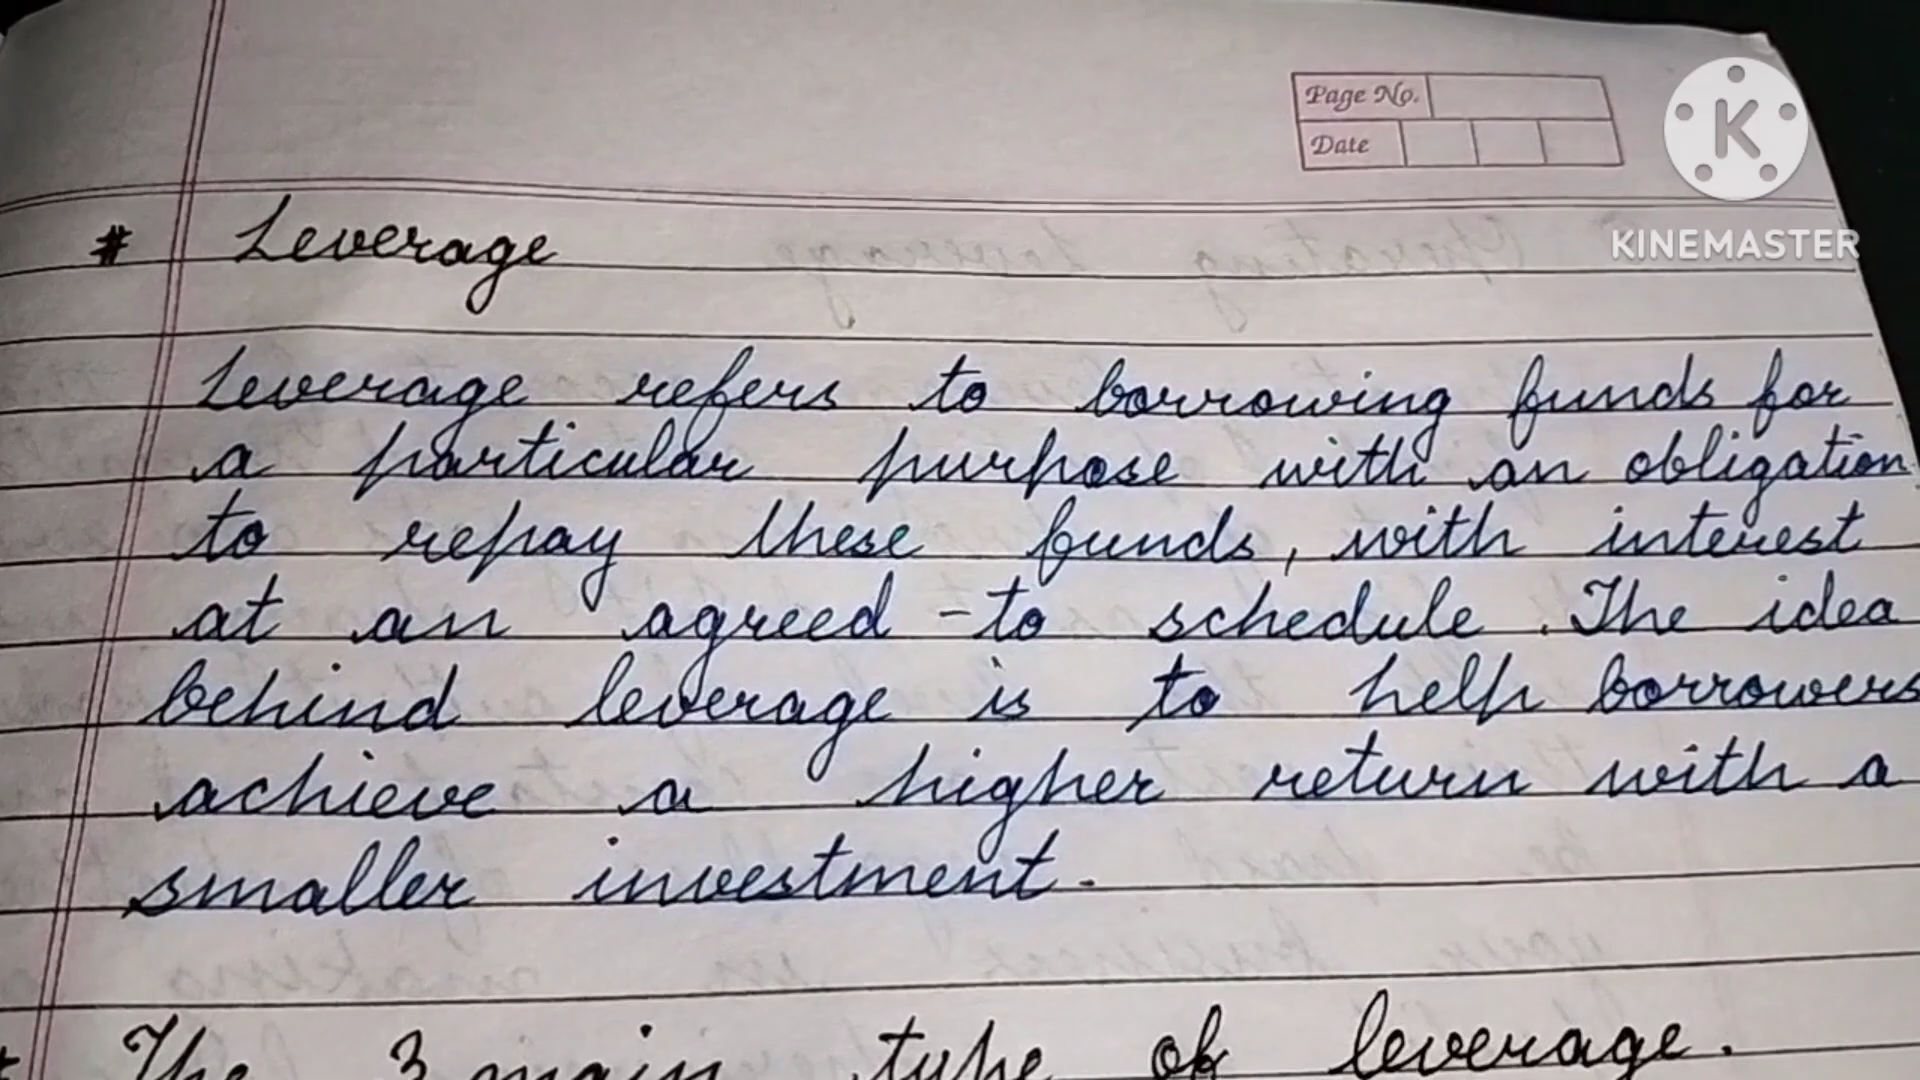 Page No.
Date
K
KINEMASTER
# Leverage
Operating Leverage
Leverage refers to borrowing funds for
a particular purpose with an obligation
to repay these funds, with interest
at an agreed -to schedule. The idea
behind leverage is to help borrowers
achieve a higher return with a
smaller investment.
The 3 main type of leverage.